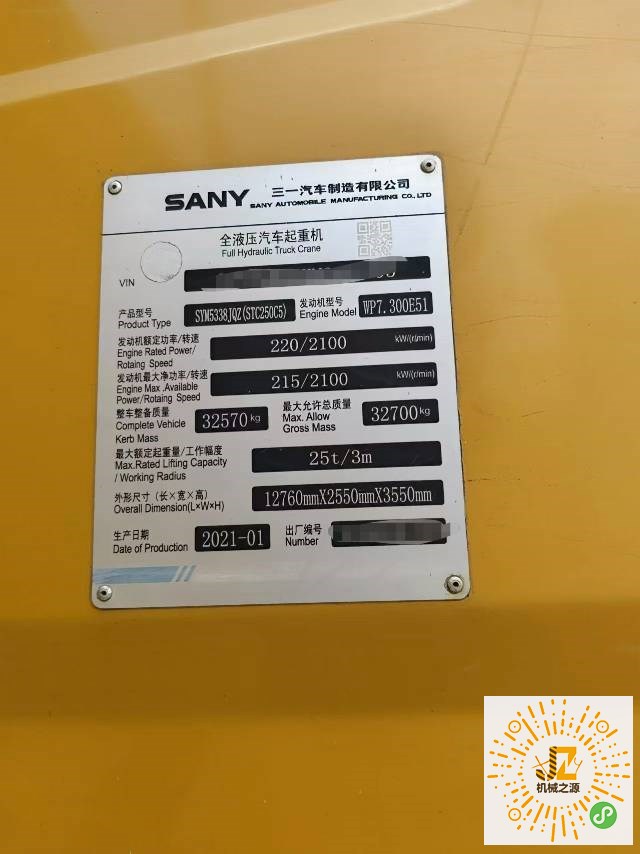 SANY 三一汽车制造有限公司
SANY AUTOMOBILE MANUFACTURING CO.,LTD
全液压汽车起重机
Full Hydraulic Truck Crane
VIN
产品型号 SYM5338JQZ(STC250C5) 发动机型号 WP7.300E51
Product Type Engine Model
发动机额定功率/转速 220/2100 kW/(r/min)
Engine Rated Power/
Rotaing Speed
发动机最大净功率/转速 215/2100 kW/(r/min)
Engine Max .Available
Power/Rotaing Speed
整车整备质量 32570kg 最大允许总质量 32700kg
Complete Vehicle Max. Allow
Kerb Mass Gross Mass
最大额定起重量/工作幅度 25t/3m
Max.Rated Lifting Capacity
/ Working Radius
外形尺寸（长×宽×高） 12760mmX2550mmX3550mm
Overall Dimension(L×W×H)
生产日期 2021-01 出厂编号
Date of Production Number
JZ
机械之源